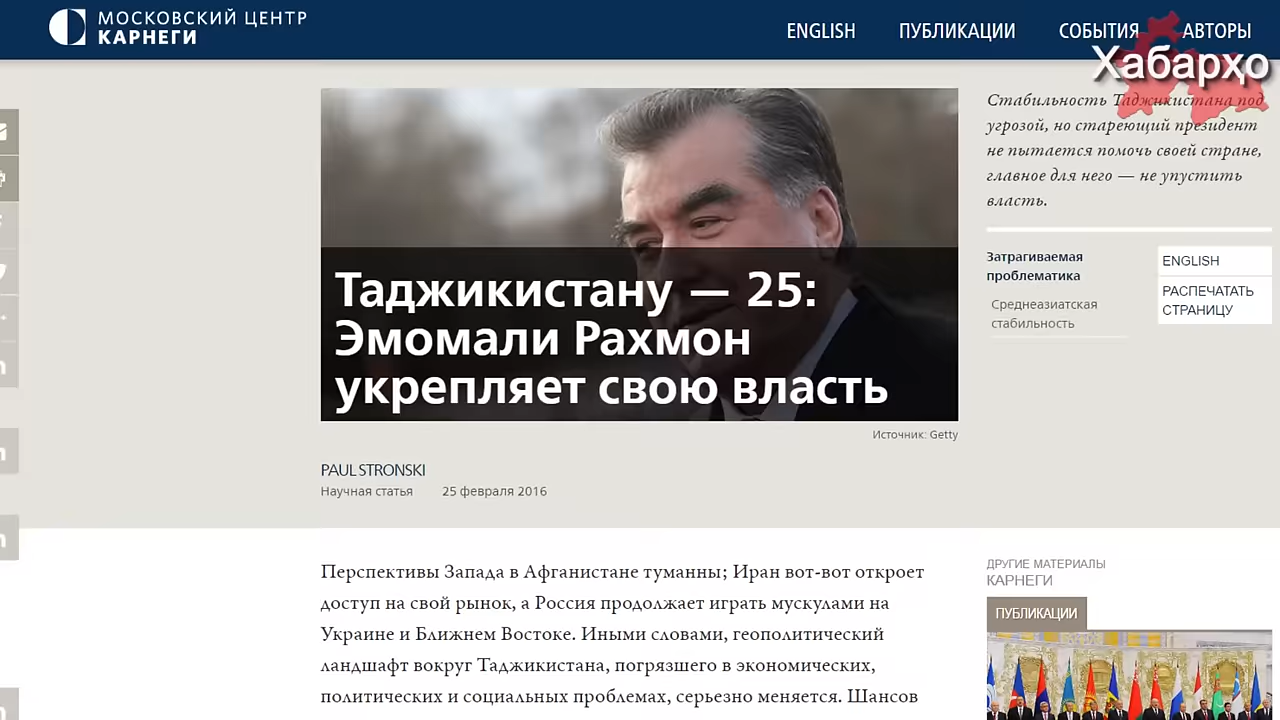 МОСКОВСКИЙ ЦЕНТР
КАРНЕГИ
ENGLISH ПУБЛИКАЦИИ СОБЫТИЯ АВТОРЫ
Хабарҳо
Стабильность Таджикистана под
угрозой, но стареющий президент
не пытается помочь своей стране,
главное для него — не упустить
власть.
Таджикистану — 25:
Эмомали Рахмон
укрепляет свою власть
Источник: Getty
Затрагиваемая
проблематика
Среднеазиатская
стабильность
ENGLISH
РАСПЕЧАТАТЬ
СТРАНИЦУ
PAUL STRONSKI
Научная статья 25 февраля 2016
Перспективы Запада в Афганистане туманны; Иран вот-вот откроет
доступ на свой рынок, а Россия продолжает играть мускулами на
Украине и Ближнем Востоке. Иными словами, геополитический
ландшафт вокруг Таджикистана, погрязшего в экономических,
политических и социальных проблемах, серьезно меняется. Шансов
ДРУГИЕ МАТЕРИАЛЫ
КАРНЕГИ
ПУБЛИКАЦИИ